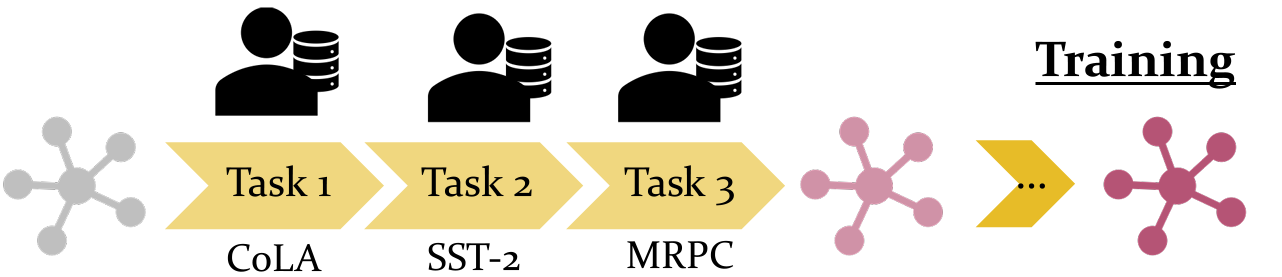 Training
Task 1
Task 2
Task 3
...
CoLA
SST-2
MRPC